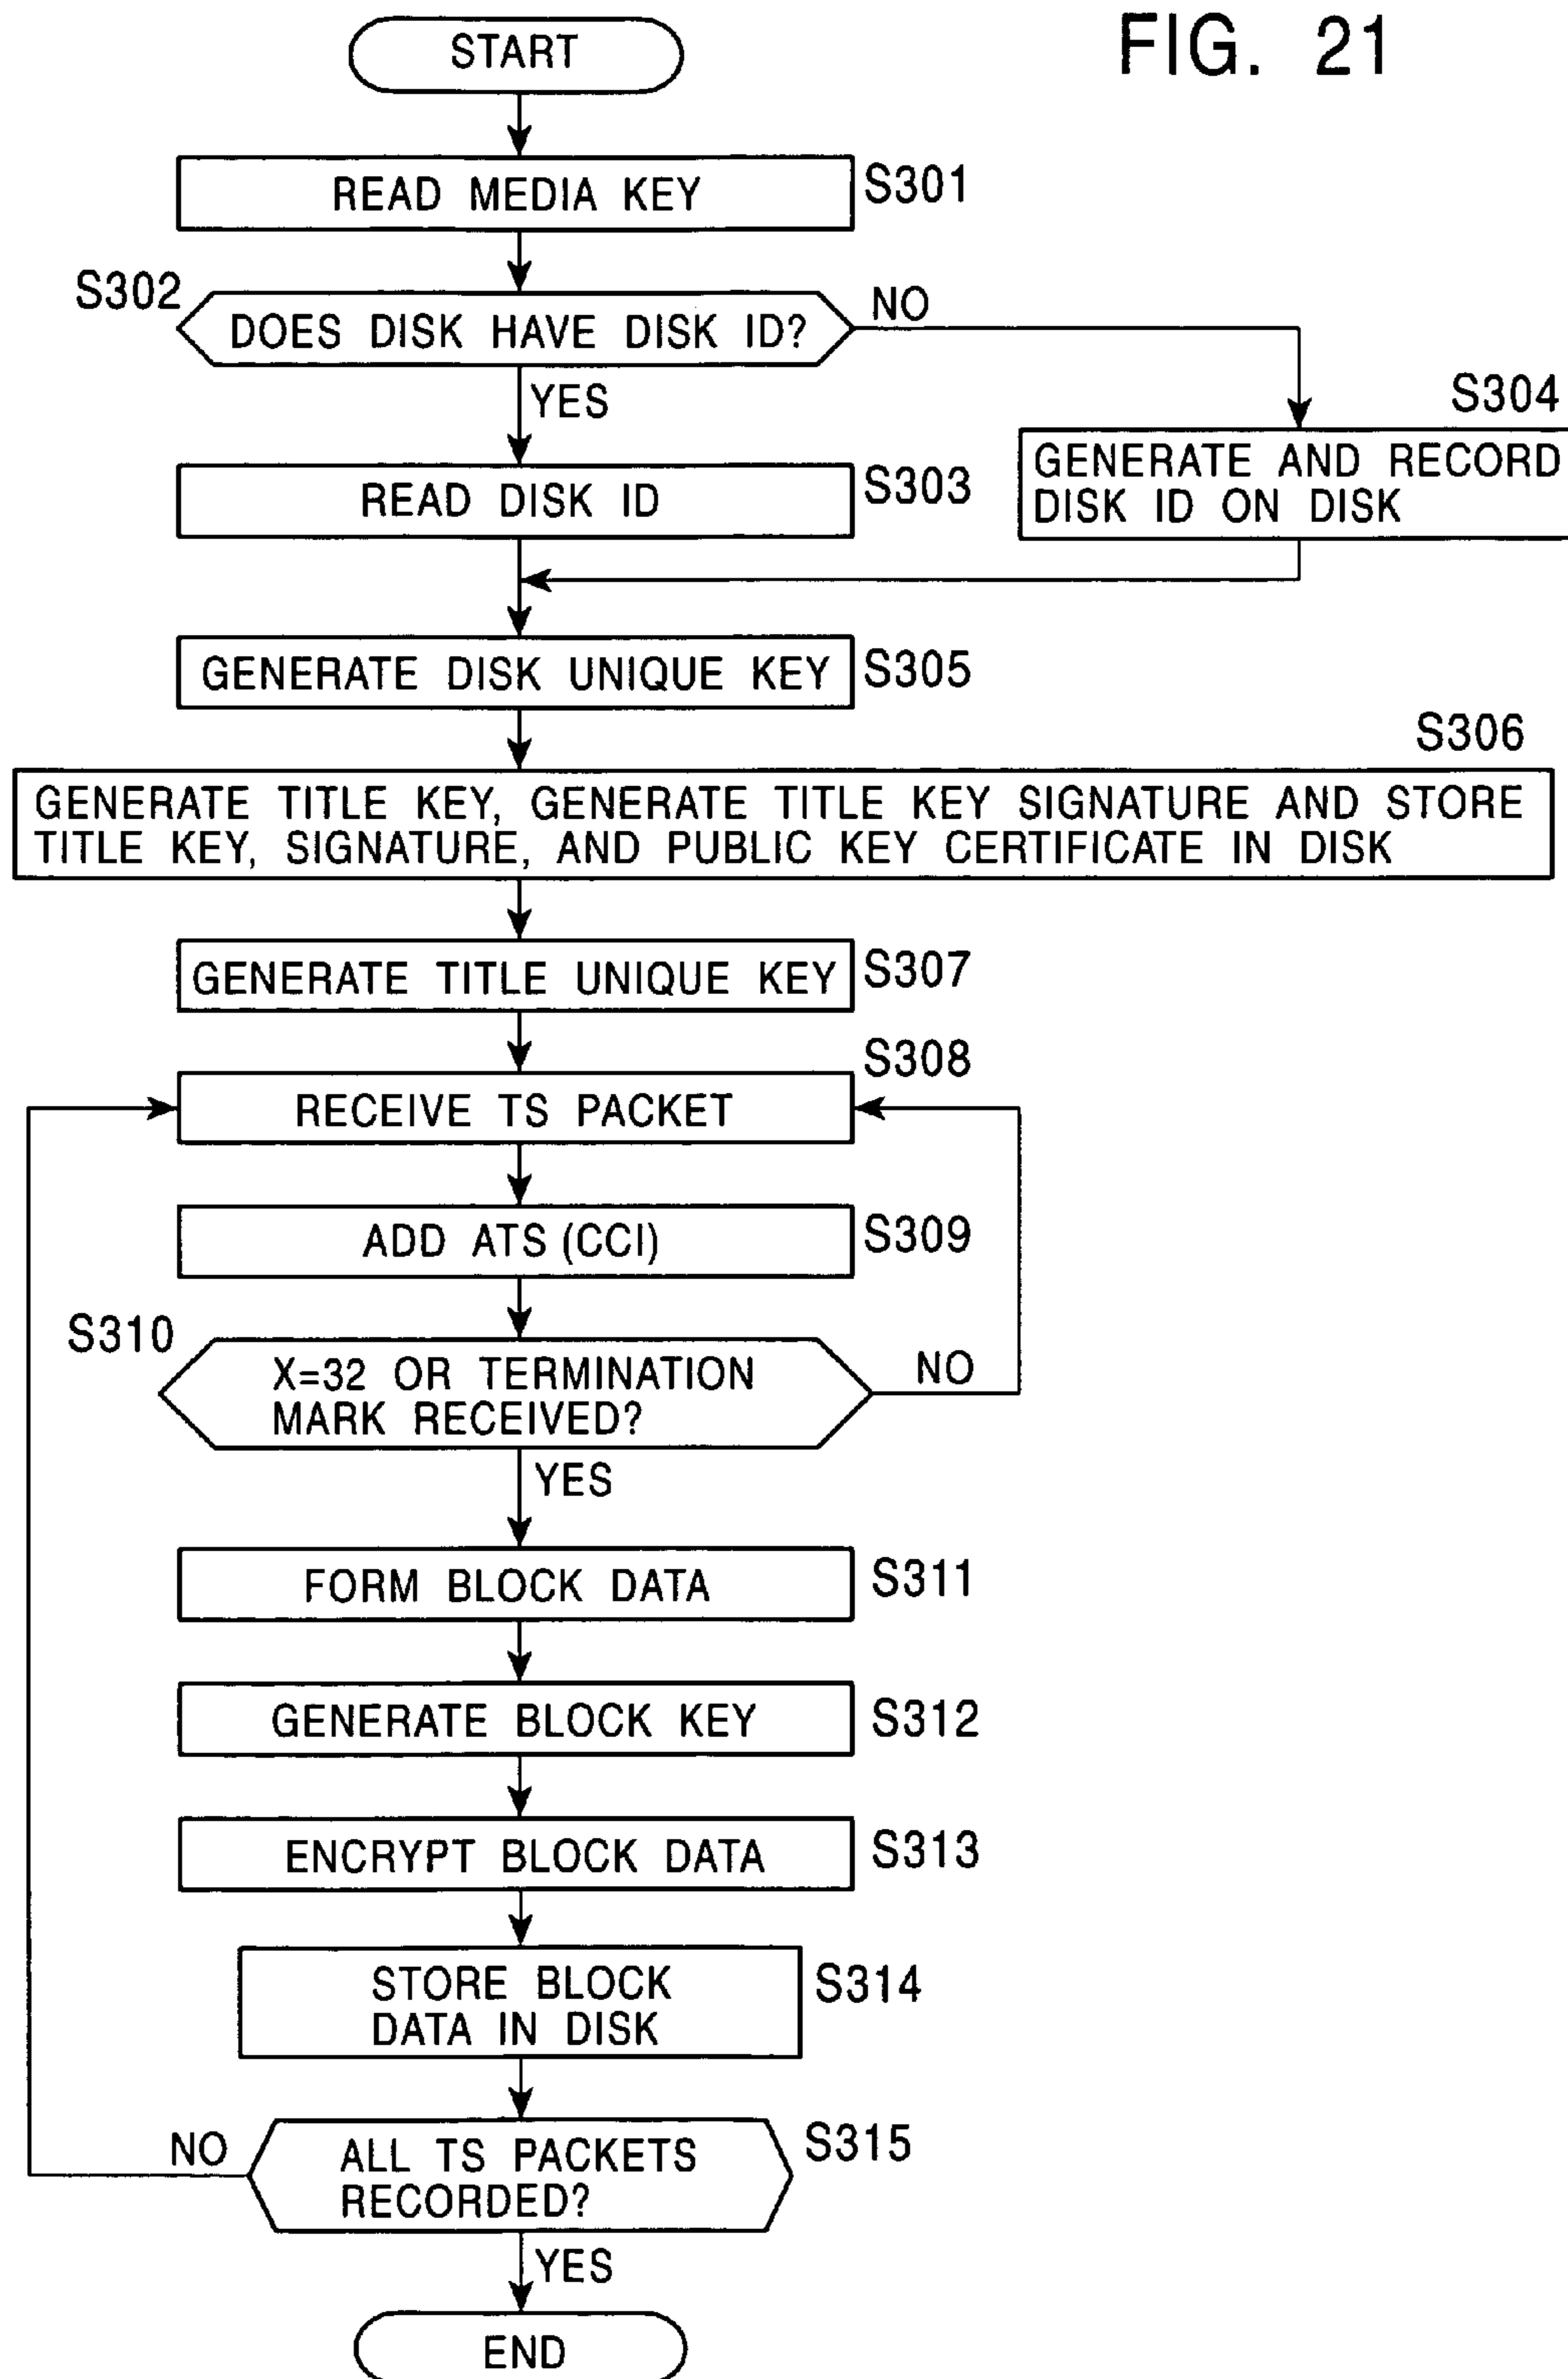 FIG. 21
START
READ MEDIA KEY
S301
S302
DOES DISK HAVE DISK ID?
NO
YES
S304
GENERATE AND RECORD
DISK ID ON DISK
READ DISK ID
S303
GENERATE DISK UNIQUE KEY
S305
S306
GENERATE TITLE KEY, GENERATE TITLE KEY SIGNATURE AND STORE
TITLE KEY, SIGNATURE, AND PUBLIC KEY CERTIFICATE IN DISK
GENERATE TITLE UNIQUE KEY
S307
S308
RECEIVE TS PACKET
ADD ATS (CCI)
S309
S310
X=32 OR TERMINATION
MARK RECEIVED?
NO
YES
FORM BLOCK DATA
S311
GENERATE BLOCK KEY
S312
ENCRYPT BLOCK DATA
S313
STORE BLOCK
DATA IN DISK
S314
NO
ALL TS PACKETS
RECORDED?
S315
YES
END